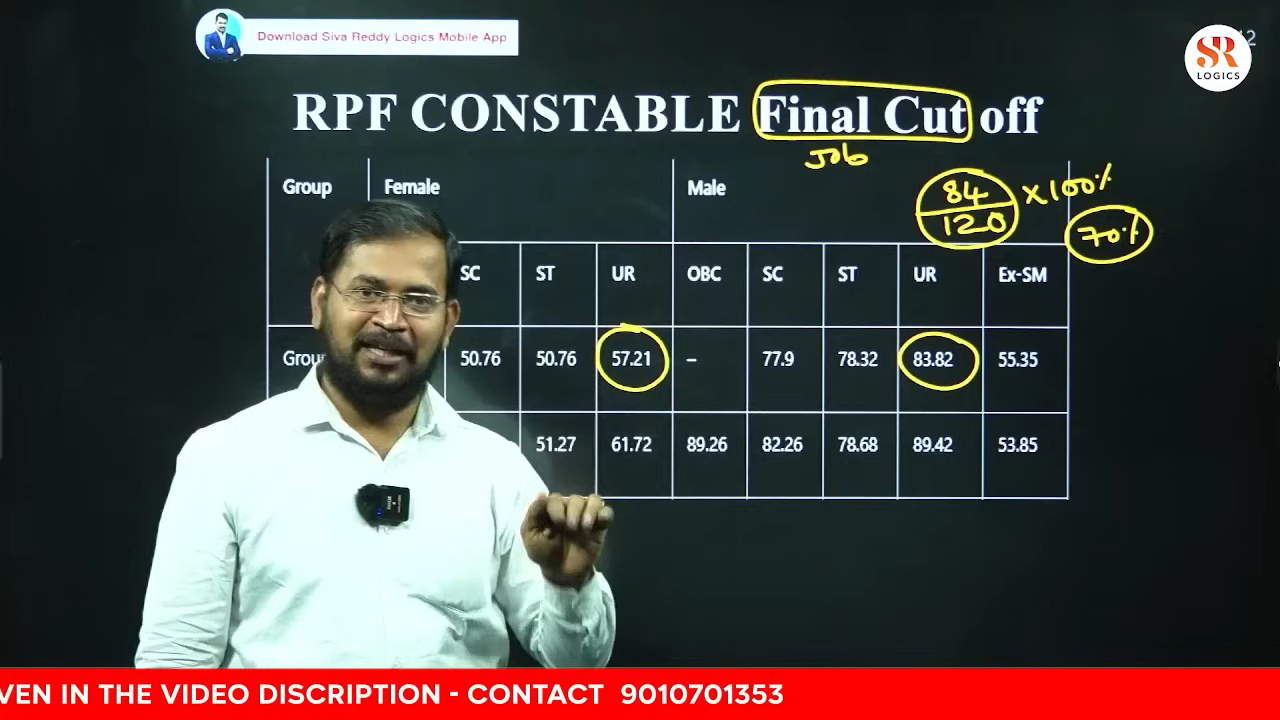 Download Siva Reddy Logics Mobile App
12
SR
LOGICS
RPF CONSTABLE Final Cut off
Job
Group Female Male
84
120
×100%
70%
SC ST UR OBC SC ST UR Ex-SM
50.76 50.76 57.21 – 77.9 78.32 83.82 55.35
51.27 61.72 89.26 82.26 78.68 89.42 53.85
VEN IN THE VIDEO DISCRIPTION - CONTACT 9010701353